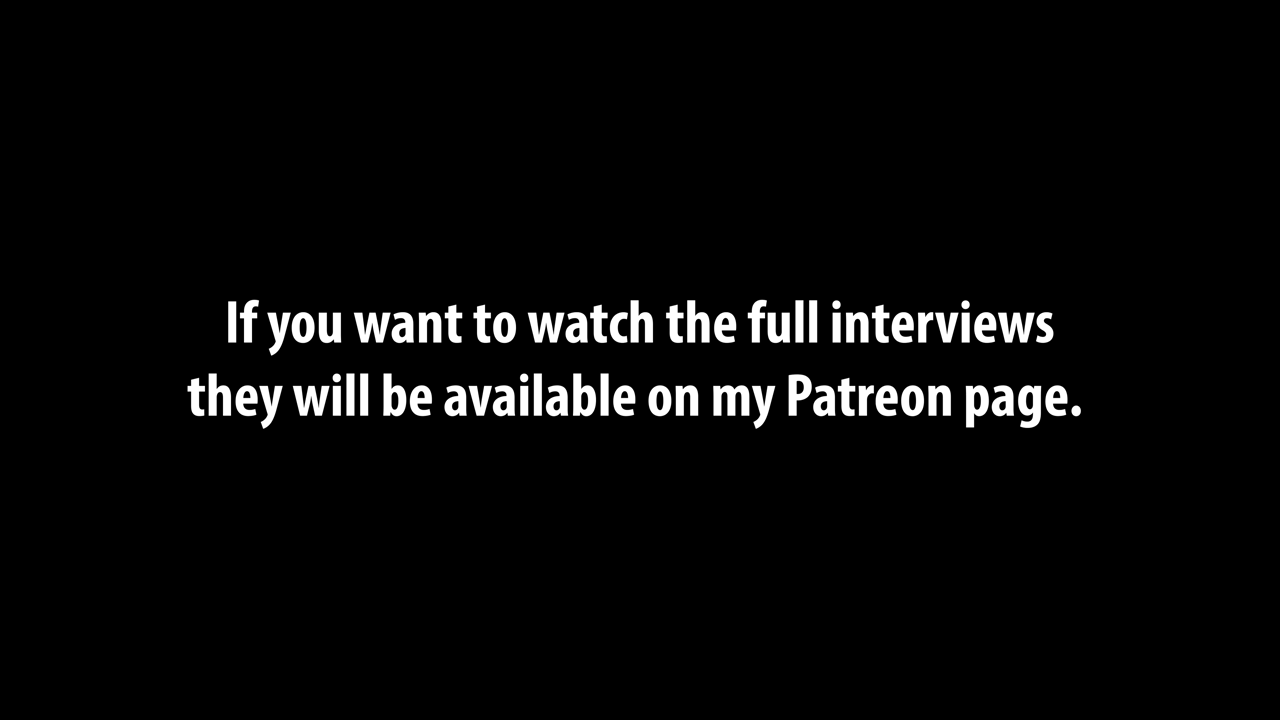 If you want to watch the full interviews
they will be available on my Patreon page.